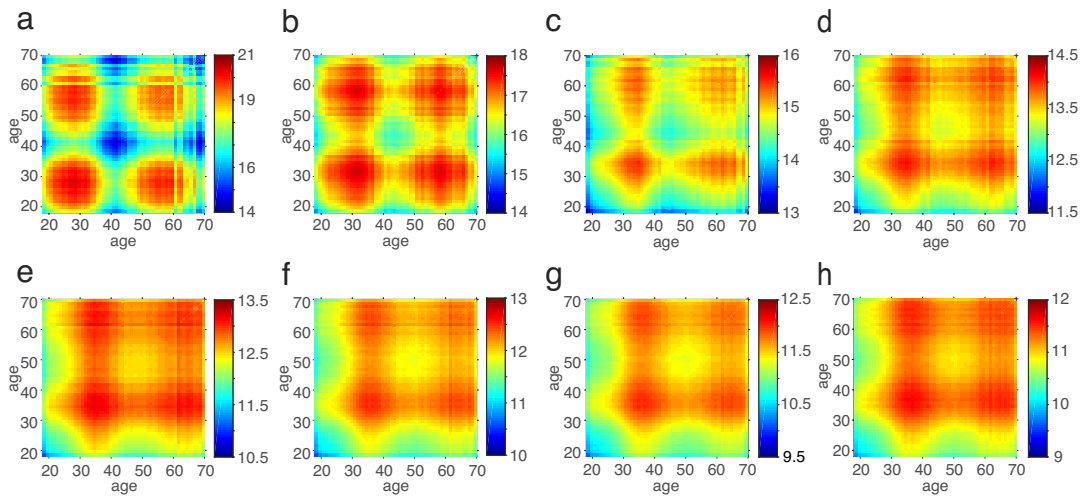 a b c d
70 21 70 18 70 16 70 14.5
60 60 60 60
19 17 15 13.5
50 50 50 50
age 40 16 age 40 16 age 40 15 age 40 12.5
30 30 30 30
20 14 20 14 20 13 20 11.5
20 30 40 50 60 70 20 30 40 50 60 70 20 30 40 50 60 70 20 30 40 50 60 70
age age age age
e f g h
70 13.5 70 13 70 12.5 70 12
60 60 60 60
12.5 12 11.5 11
50 50 50 50
age 40 11.5 age 40 11 age 40 10.5 age 40 10
30 30 30 30
20 10.5 20 10 20 9.5 20 9
20 30 40 50 60 70 20 30 40 50 60 70 20 30 40 50 60 70 20 30 40 50 60 70
age age age age